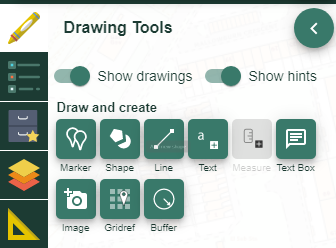 Drawing Tools
Show drawings Show hints
Draw and create
a
Marker Shape Line Text Measure Text Box
Image Gridref Buffer